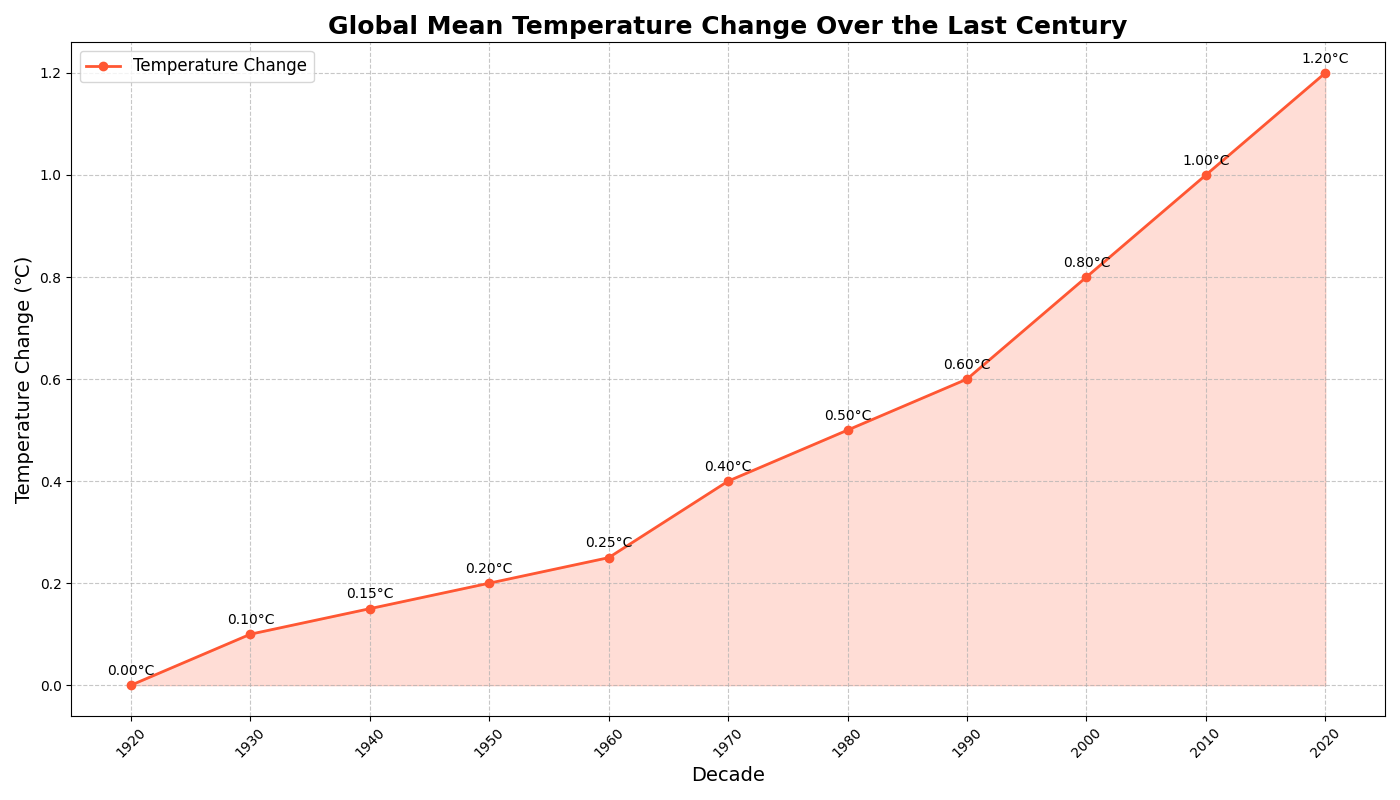 Global Mean Temperature Change Over the Last Century
Temperature Change
Temperature Change (°C)
1.2
1.0
0.8
0.6
0.4
0.2
0.0
0.00°C
0.10°C
0.15°C
0.20°C
0.25°C
0.40°C
0.50°C
0.60°C
0.80°C
1.00°C
1.20°C
1920
1930
1940
1950
1960
1970
1980
1990
2000
2010
2020
Decade